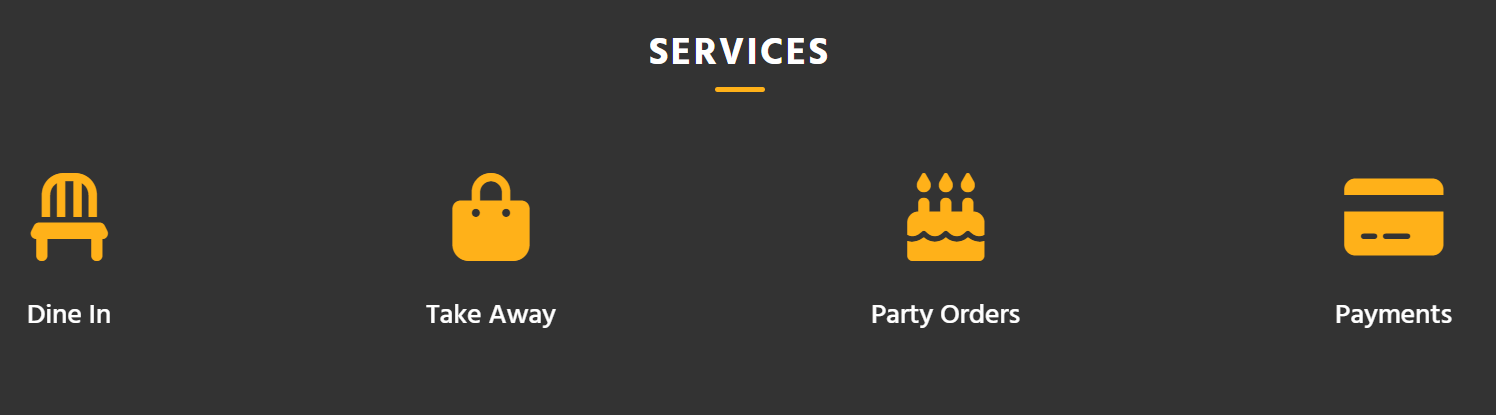 SERVICES
Dine In
Take Away
Party Orders
Payments